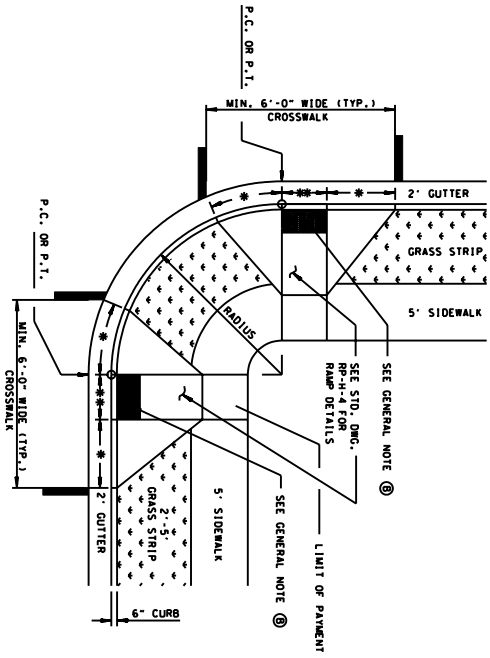 P.C. OR P.T.
MIN. 6'-0" WIDE (TYP.)
CROSSWALK
*
**
*
2' GUTTER
GRASS STRIP
5' SIDEWALK
RADIUS
P.C. OR P.T.
SEE GENERAL NOTE Ⓑ
SEE STD. DWG.
RP-H-4 FOR
RAMP DETAILS
*
**
*
MIN. 6'-0" WIDE (TYP.)
CROSSWALK
LIMIT OF PAYMENT
SEE GENERAL NOTE Ⓑ
5' SIDEWALK
2'-5'
GRASS STRIP
2' GUTTER
6" CURB